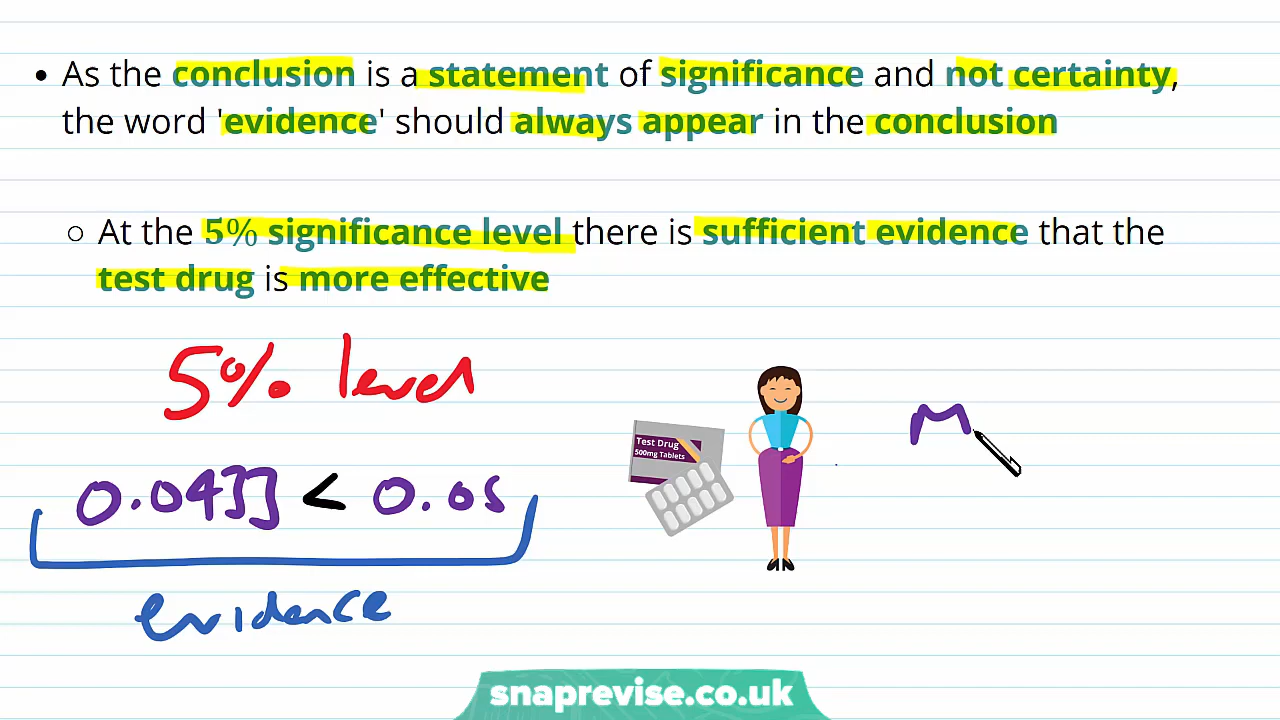 • As the conclusion is a statement of significance and not certainty,
the word 'evidence' should always appear in the conclusion
○ At the 5% significance level there is sufficient evidence that the
test drug is more effective
5% level
Test Drug
500mg Tablets
M
0.0433 < 0.05
evidence
snaprevise.co.uk